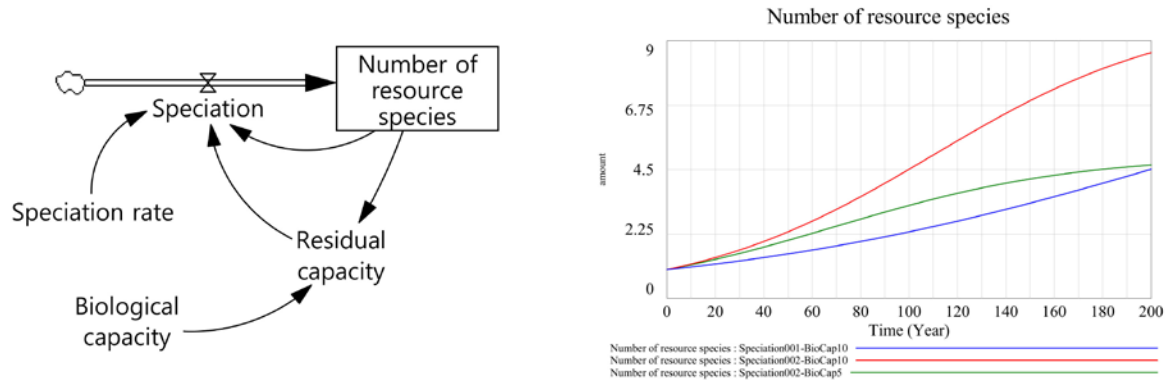 Number of
resource
species
Speciation
Speciation rate
Residual
capacity
Biological
capacity
Number of resource species
9
6.75
4.5
2.25
0
amount
0 20 40 60 80 100 120 140 160 180 200
Time (Year)
Number of resource species : Speciation001-BioCap10
Number of resource species : Speciation002-BioCap10
Number of resource species : Speciation002-BioCap5